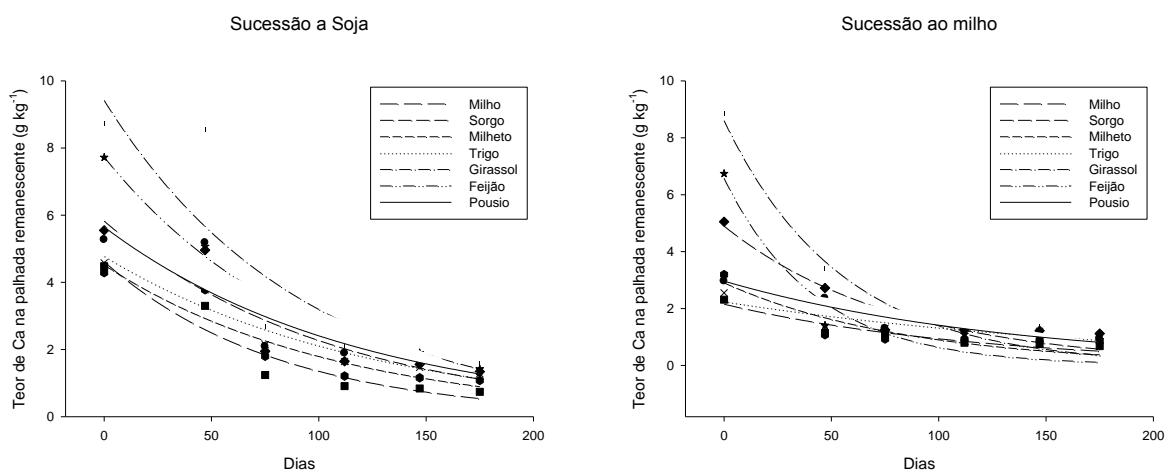 Sucessão a Soja
10
8
6
4
2
0
Teor de Ca na palhada remanescente (g kg⁻¹)
Milho
Sorgo
Milheto
Trigo
Girassol
Feijão
Pousio
0 50 100 150 200
Dias
Sucessão ao milho
10
8
6
4
2
0
Teor de Ca na palhada remanescente (g kg⁻¹)
Milho
Sorgo
Milheto
Trigo
Girassol
Feijão
Pousio
0 50 100 150 200
Dias